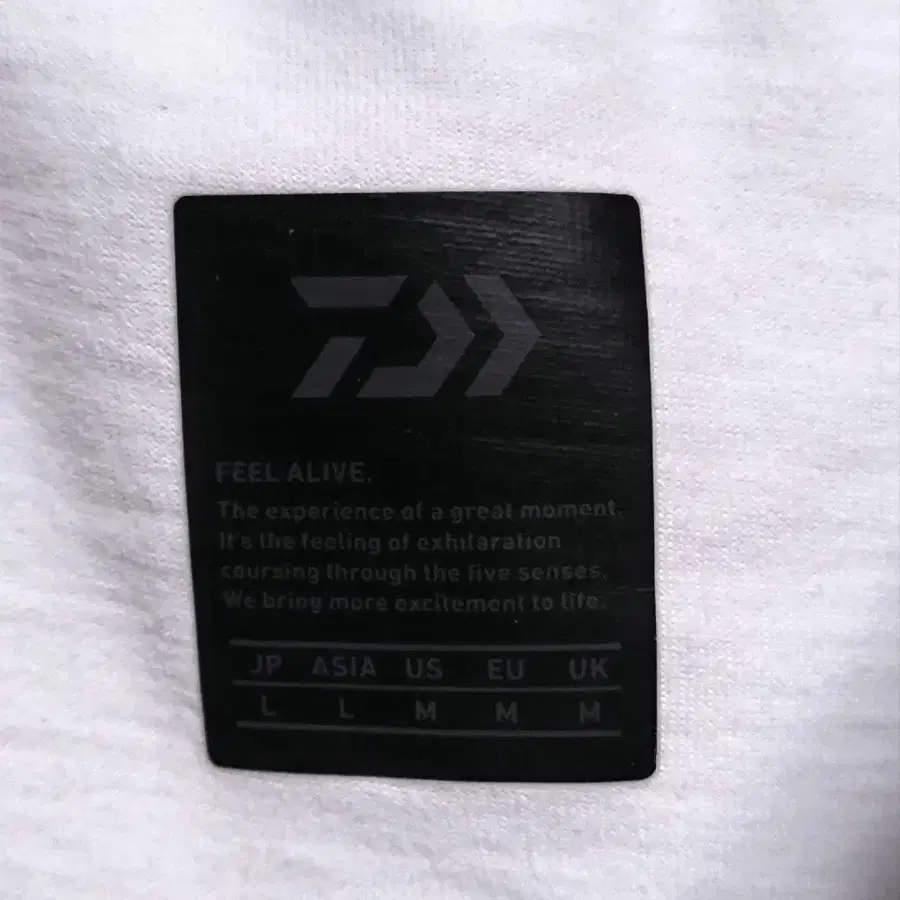 FEEL ALIVE.
The experience of a great moment.
It's the feeling of exhilaration
coursing through the five senses.
We bring more excitement to life.
JP ASIA US EU UK
L L M M M